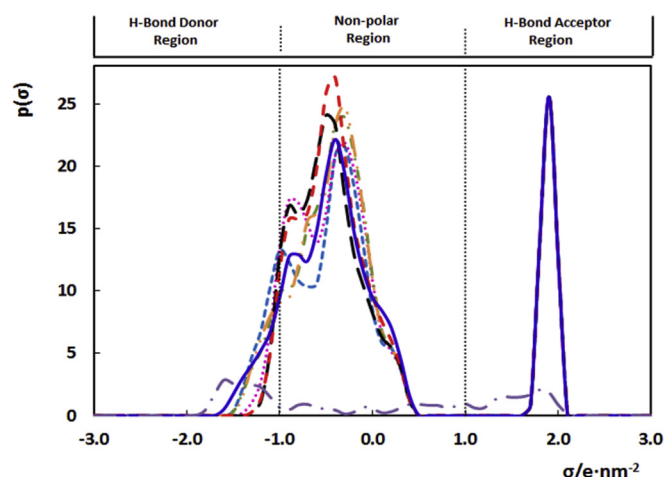 H-Bond Donor Region
Non-polar Region
H-Bond Acceptor Region
p(σ)
25
20
15
10
5
0
-3.0
-2.0
-1.0
0.0
1.0
2.0
3.0
σ/e·nm-2